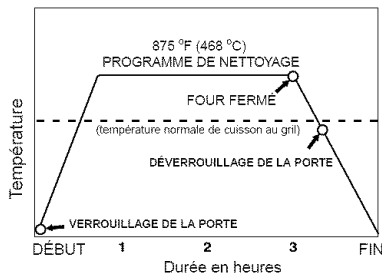 875 °F (468 °C)
PROGRAMME DE NETTOYAGE
FOUR FERMÉ
(température normale de cuisson au gril)
DÉVERROUILLAGE DE LA PORTE
VERROUILLAGE DE LA PORTE
Température
DÉBUT 1 2 3 FIN
Durée en heures